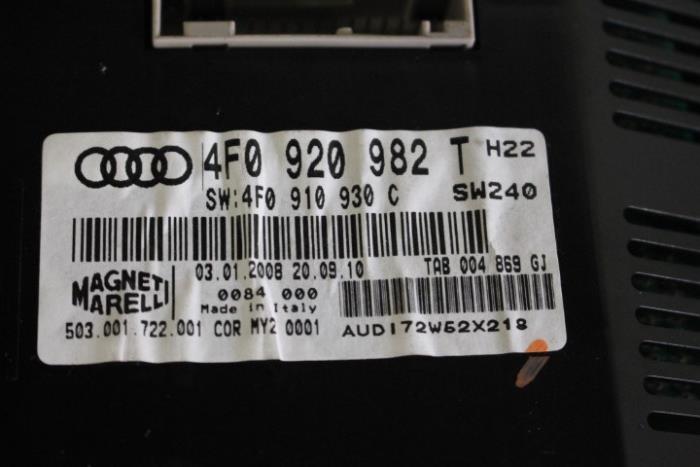 4F0 920 982 T H22
SW:4F0 910 930 C SW240
03.01.2008 20.09.10 TAB 004 869 GJ
MAGNETI
MARELLI
0084 000
Made in Italy
503.001.722.001 COR MY2 0001
AUD172W52X218